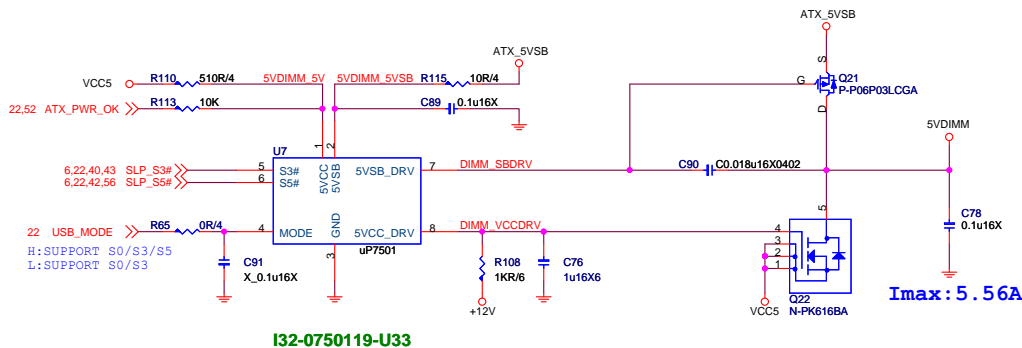 ATX_5VSB
ATX_5VSB
VCC5
R110
510R/4
5VDIMM_5V
5VDIMM_5VSB
R115
10R/4
S
G
Q21
P-P06P03LCGA
D
22,52 ATX_PWR_OK
R113
10K
C89
0.1u16X
5VDIMM
U7
1
2
6,22,40,43 SLP_S3#
5
S3#
5VCC
5VSB
5VSB_DRV
7
DIMM_SBDRV
C90
C0.018u16X0402
6,22,42,56 SLP_S5#
6
S5#
22 USB_MODE
R65
0R/4
4
MODE
GND
5VCC_DRV
8
DIMM_VCCDRV
5
4
3
2
1
C78
0.1u16X
H:SUPPORT S0/S3/S5
L:SUPPORT S0/S3
3
uP7501
C91
X_0.1u16X
R108
1KR/6
C76
1u16X6
+12V
VCC5
Q22
N-PK616BA
Imax:5.56A
I32-0750119-U33